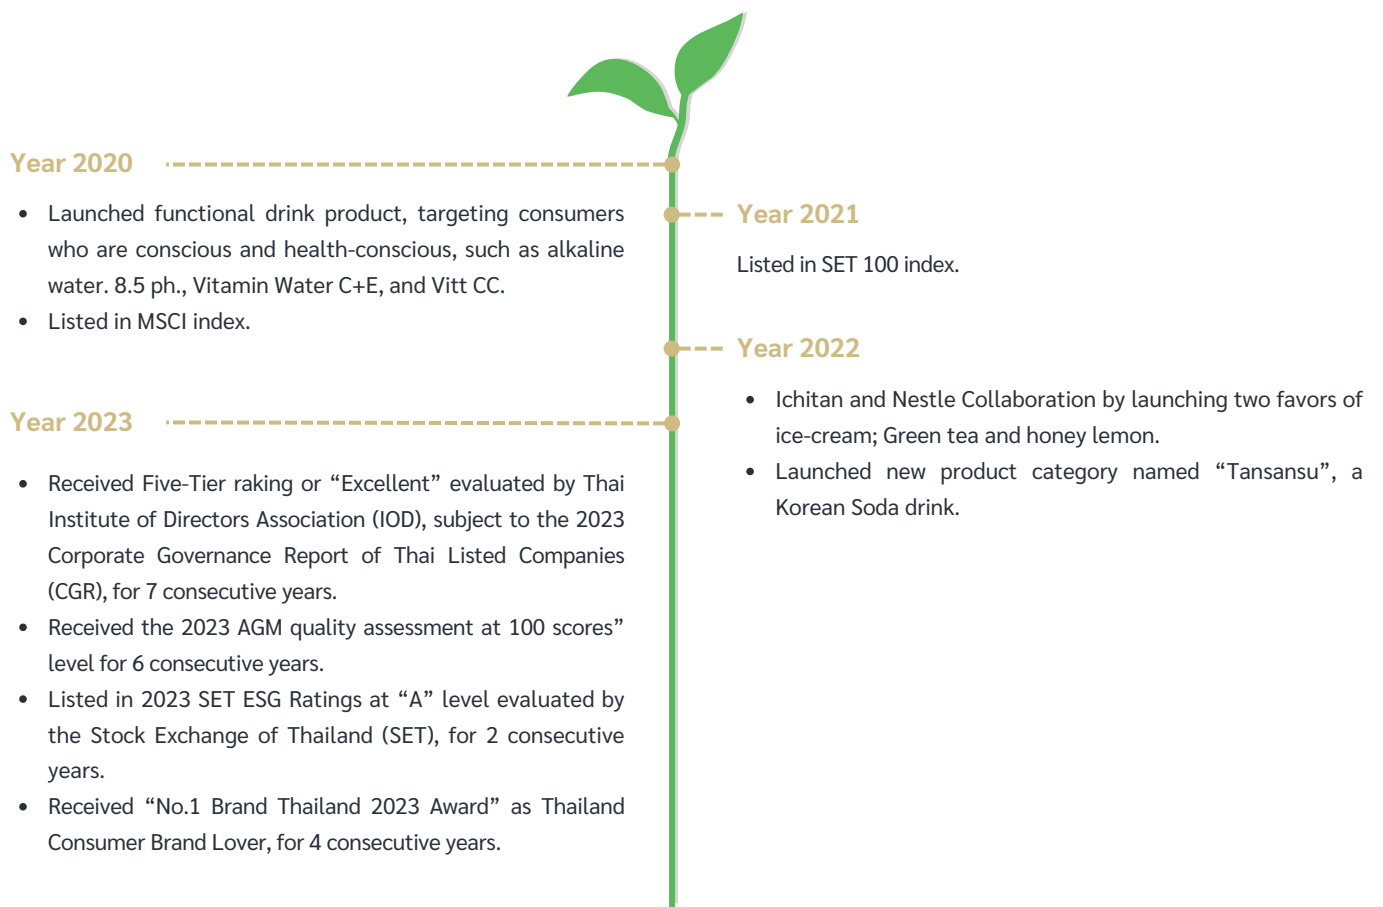 Year 2020
• Launched functional drink product, targeting consumers
who are conscious and health-conscious, such as alkaline
water. 8.5 ph., Vitamin Water C+E, and Vitt CC.
• Listed in MSCI index.
Year 2021
Listed in SET 100 index.
Year 2022
• Ichitan and Nestle Collaboration by launching two favors of
ice-cream; Green tea and honey lemon.
• Launched new product category named “Tansansu”, a
Korean Soda drink.
Year 2023
• Received Five-Tier raking or “Excellent” evaluated by Thai
Institute of Directors Association (IOD), subject to the 2023
Corporate Governance Report of Thai Listed Companies
(CGR), for 7 consecutive years.
• Received the 2023 AGM quality assessment at 100 scores”
level for 6 consecutive years.
• Listed in 2023 SET ESG Ratings at “A” level evaluated by
the Stock Exchange of Thailand (SET), for 2 consecutive
years.
• Received “No.1 Brand Thailand 2023 Award” as Thailand
Consumer Brand Lover, for 4 consecutive years.